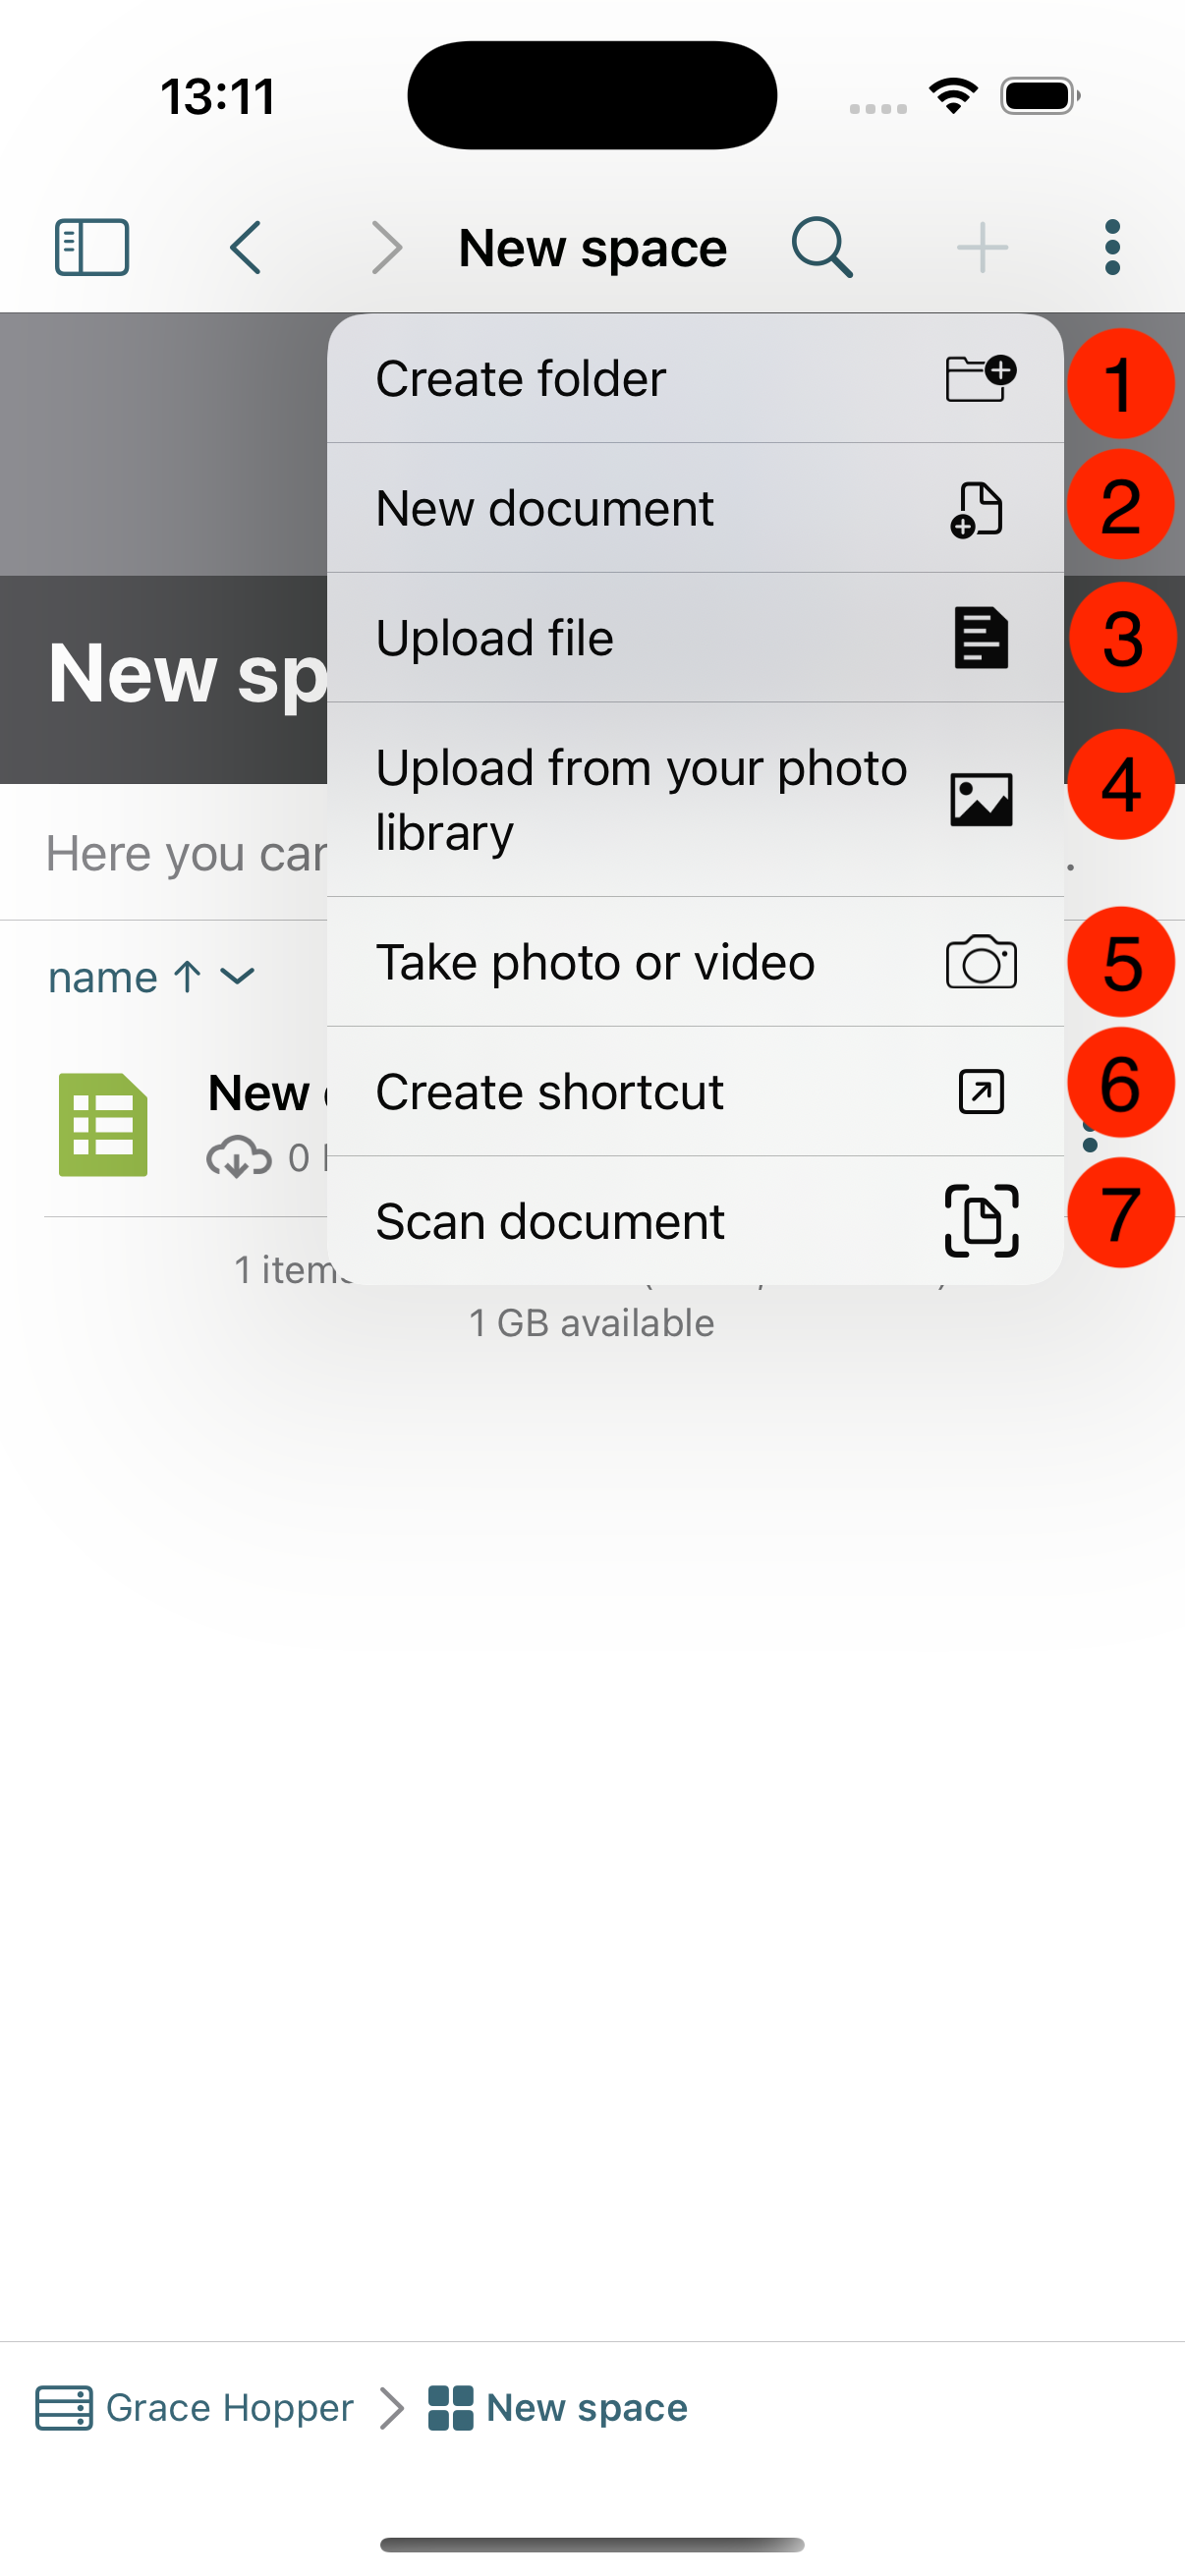 13:11
New space
Create folder
1
New document
2
Upload file
3
New sp
Upload from your photo
library
4
Here you can
.
Take photo or video
5
name
Create shortcut
6
New
0
Scan document
7
1 item
1 GB available
Grace Hopper
New space